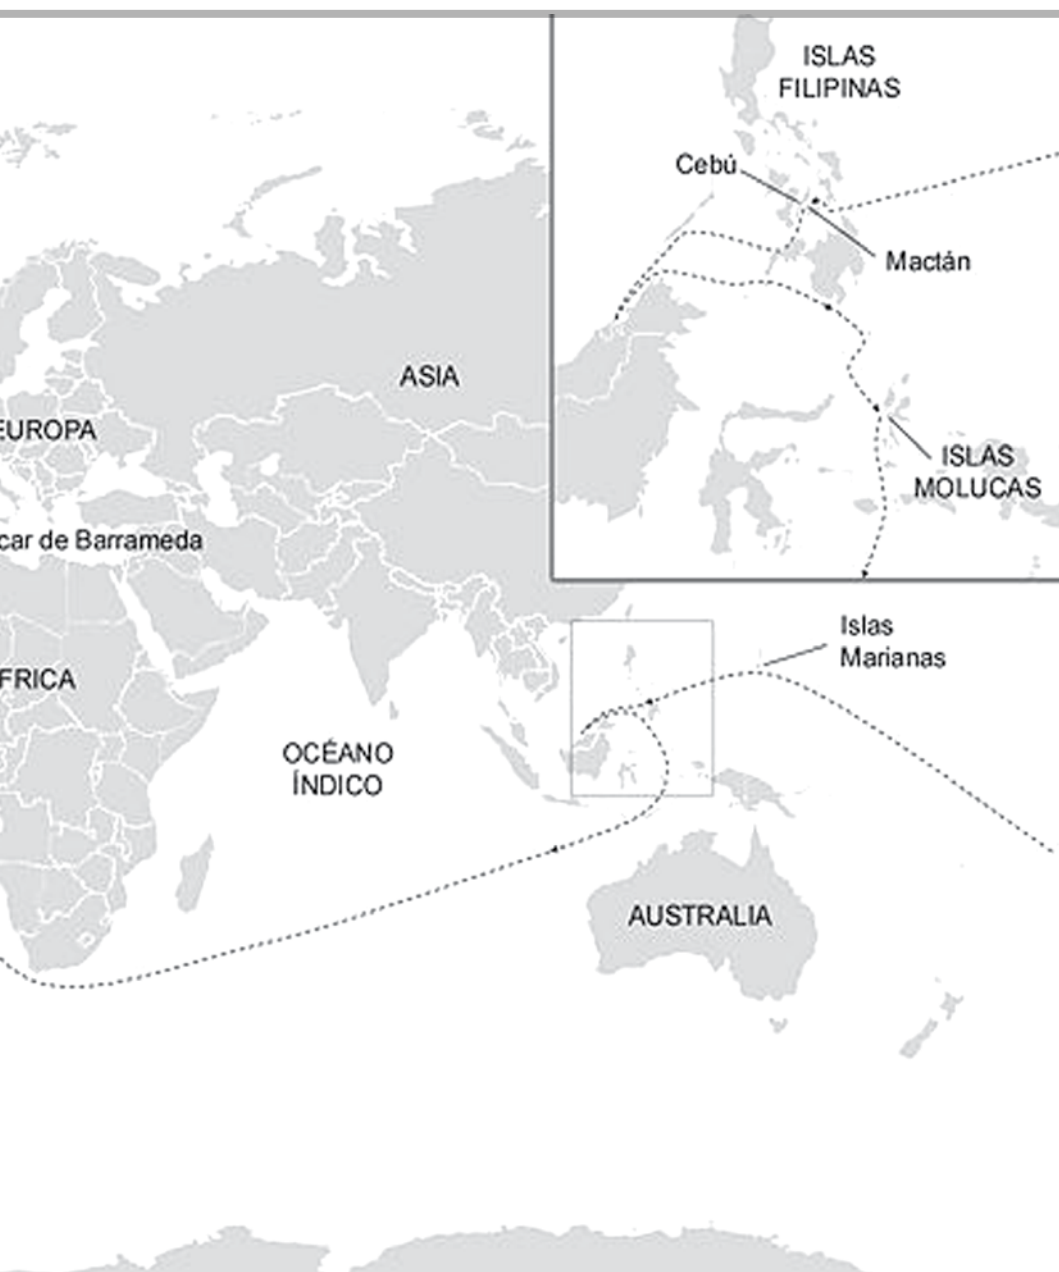 ISLAS
FILIPINAS
Cebú
Mactán
ASIA
EUROPA
ISLAS
MOLUCAS
car de Barrameda
Islas
Marianas
FRICA
OCÉANO
ÍNDICO
AUSTRALIA